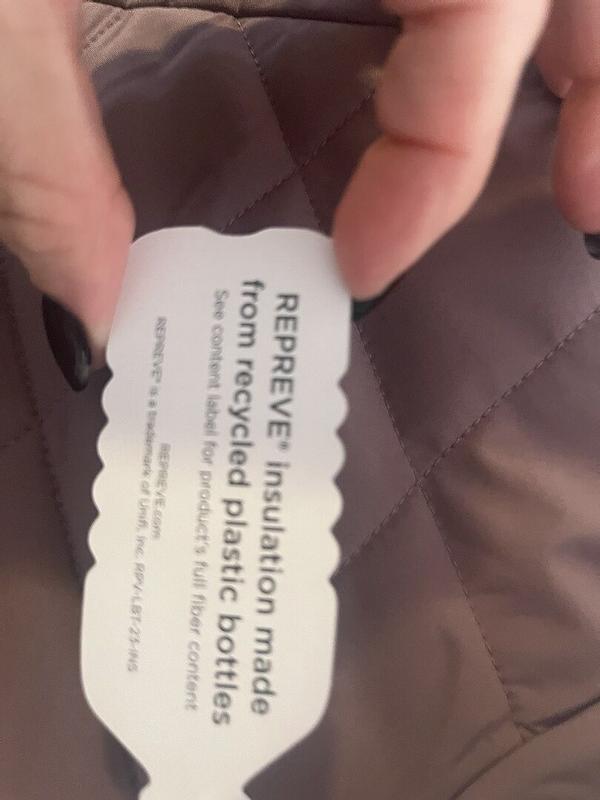 REPREVE® insulation made
from recycled plastic bottles
See content label for product's full fiber content
REPREVE.com
REPREVE® is a trademark of Unifi, Inc. RPV-LBT-23-INS